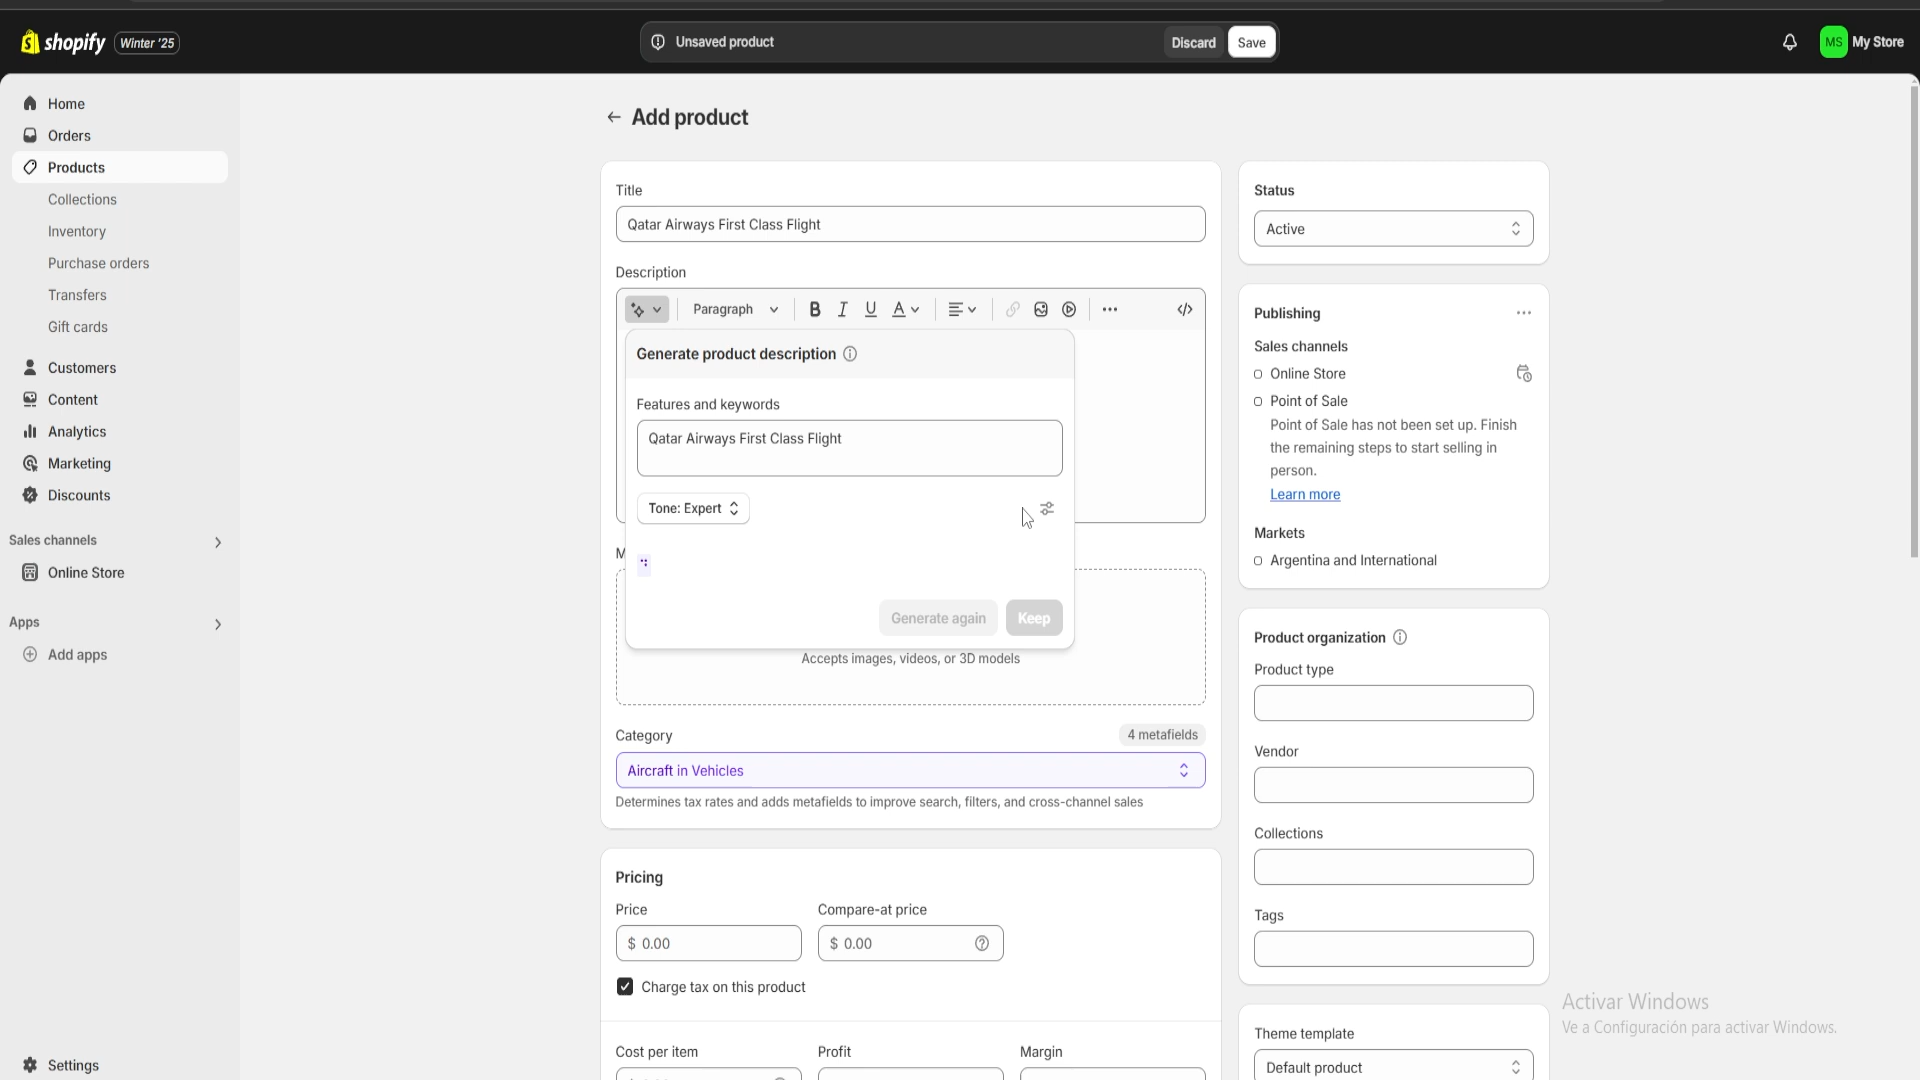 shopify Winter '25
Unsaved product
Discard
Save
MS My Store
Home
Orders
Products
Collections
Inventory
Purchase orders
Transfers
Gift cards
Customers
Content
Analytics
Marketing
Discounts
Sales channels
Online Store
Apps
Add apps
Settings
Add product
Title
Qatar Airways First Class Flight
Description
Paragraph
B I U A
Generate product description
Features and keywords
Qatar Airways First Class Flight
Tone: Expert
Generate again
Keep
Accepts images, videos, or 3D models
Category
4 metafields
Aircraft in Vehicles
Determines tax rates and adds metafields to improve search, filters, and cross-channel sales
Pricing
Price
Compare-at price
$ 0.00
$ 0.00
Charge tax on this product
Cost per item
Profit
Margin
Status
Active
Publishing
Sales channels
Online Store
Point of Sale
Point of Sale has not been set up. Finish
the remaining steps to start selling in
person.
Learn more
Markets
Argentina and International
Product organization
Product type
Vendor
Collections
Tags
Theme template
Default product
Activar Windows
Ve a Configuración para activar Windows.